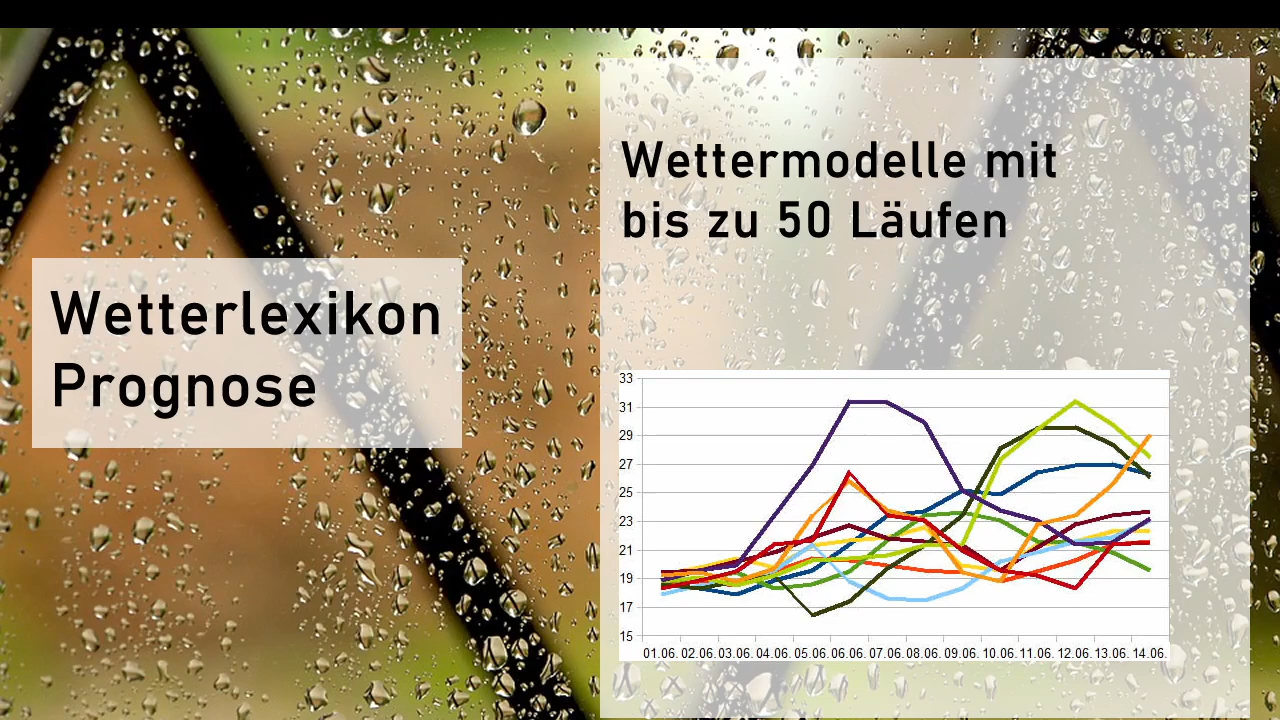 Wetterlexikon
Prognose
Wettermodelle mit
bis zu 50 Läufen
33
31
29
27
25
23
21
19
17
15
01.06. 02.06. 03.06. 04.06. 05.06. 06.06. 07.06. 08.06. 09.06. 10.06. 11.06. 12.06. 13.06. 14.06.